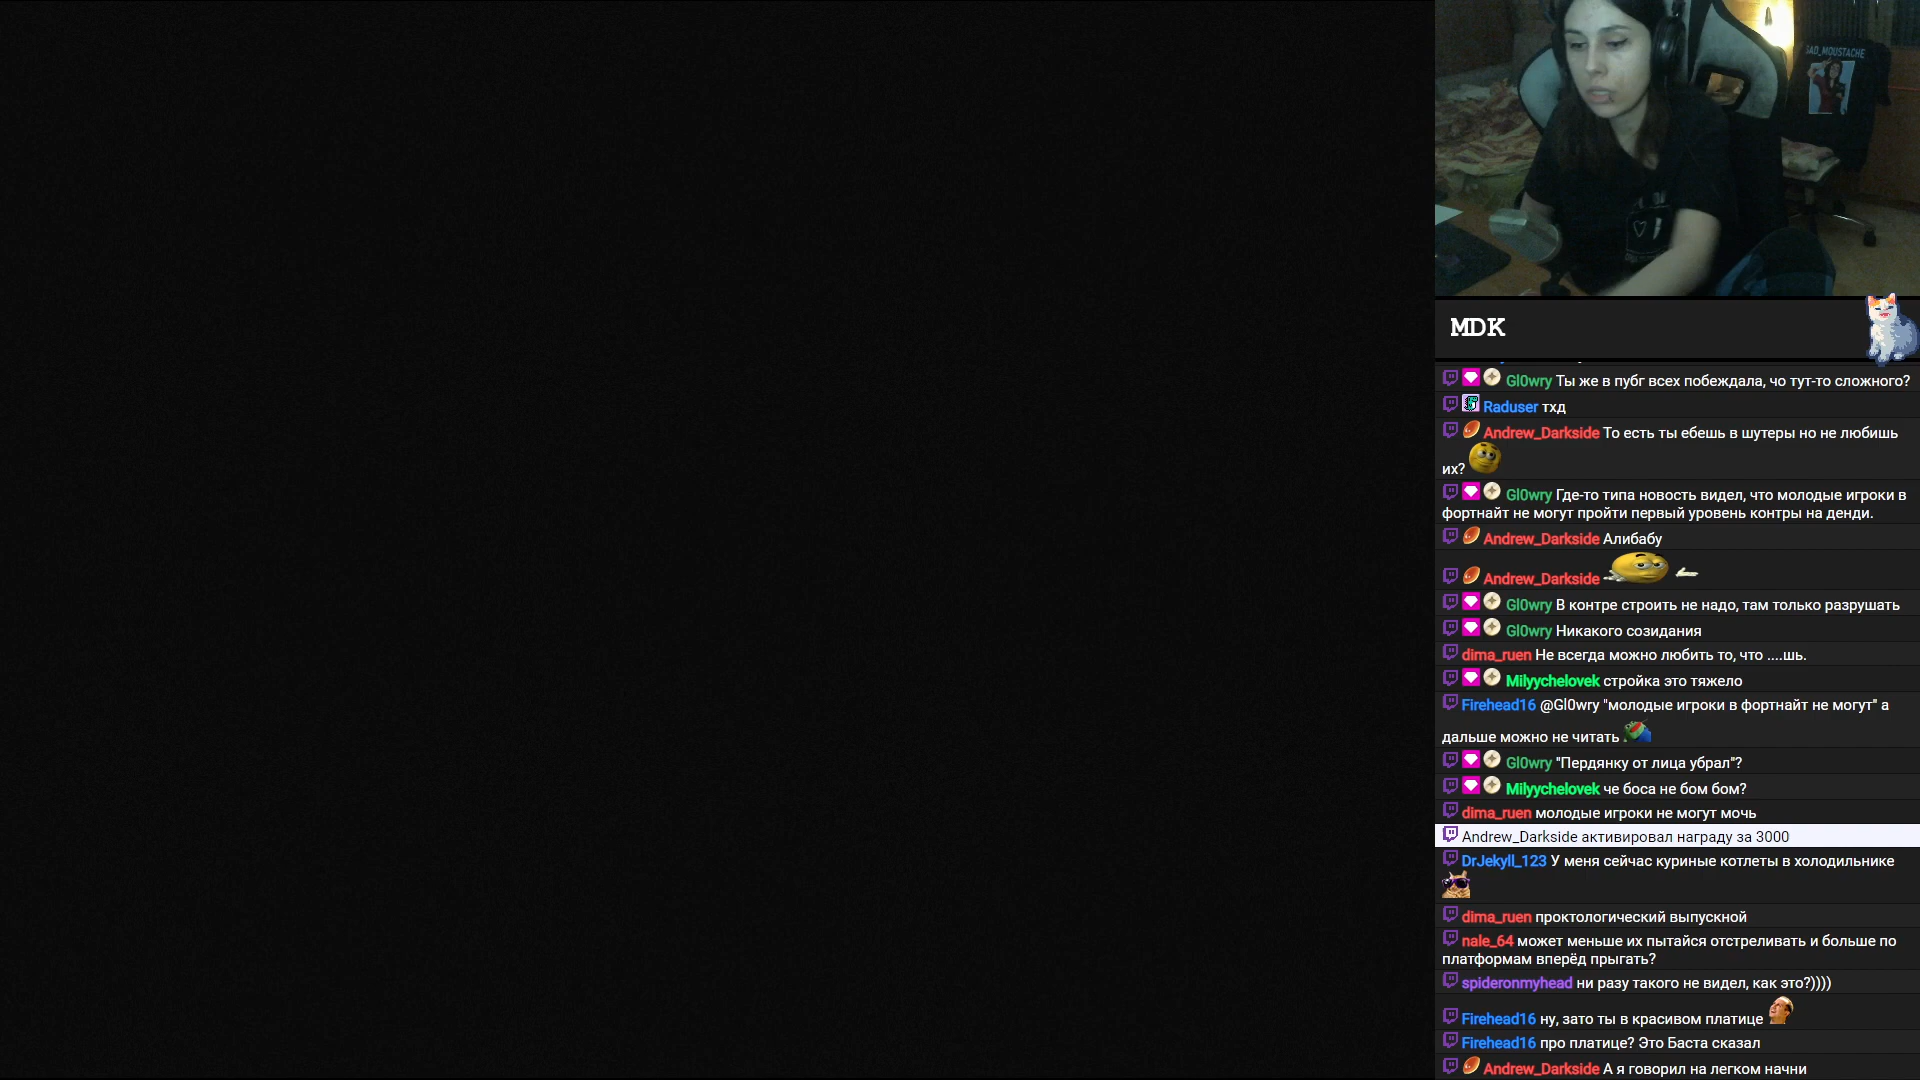 SAD_MOUSTACHE
MDK
Gl0wry Ты же в пубг всех побеждала, чо тут-то сложного?
Raduser тхд
Andrew_Darkside То есть ты ебешь в шутеры но не любишь
их?
Gl0wry Где-то типа новость видел, что молодые игроки в
фортнайт не могут пройти первый уровень контры на денди.
Andrew_Darkside Алибабу
Andrew_Darkside
Gl0wry В контре строить не надо, там только разрушать
Gl0wry Никакого созидания
dima_ruen Не всегда можно любить то, что ....шь.
Milyychelovek стройка это тяжело
Firehead16 @Gl0wry "молодые игроки в фортнайт не могут" а
дальше можно не читать
Gl0wry "Пердянку от лица убрал"?
Milyychelovek че боса не бом бом?
dima_ruen молодые игроки не могут мочь
Andrew_Darkside активировал награду за 3000
DrJekyll_123 У меня сейчас куриные котлеты в холодильнике
dima_ruen проктологический выпускной
nale_64 может меньше их пытайся отстреливать и больше по
платформам вперёд прыгать?
spideronmyhead ни разу такого не видел, как это?))))
Firehead16 ну, зато ты в красивом платице
Firehead16 про платице? Это Баста сказал
Andrew_Darkside А я говорил на легком начни